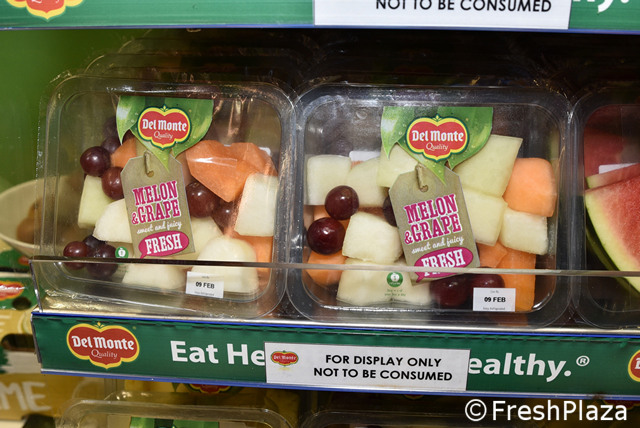 NOT TO BE CONSUMED
hy.®
Del Monte
Quality
MELON
&GRAPE
sweet and juicy
FRESH
09 FEB
Del Monte
Quality
MELON
&GRAPE
sweet and juicy
FRESH
09 FEB
Del Monte
Quality
Eat He
Del Monte
FOR DISPLAY ONLY
NOT TO BE CONSUMED
ealthy.®
ME
© FreshPlaza